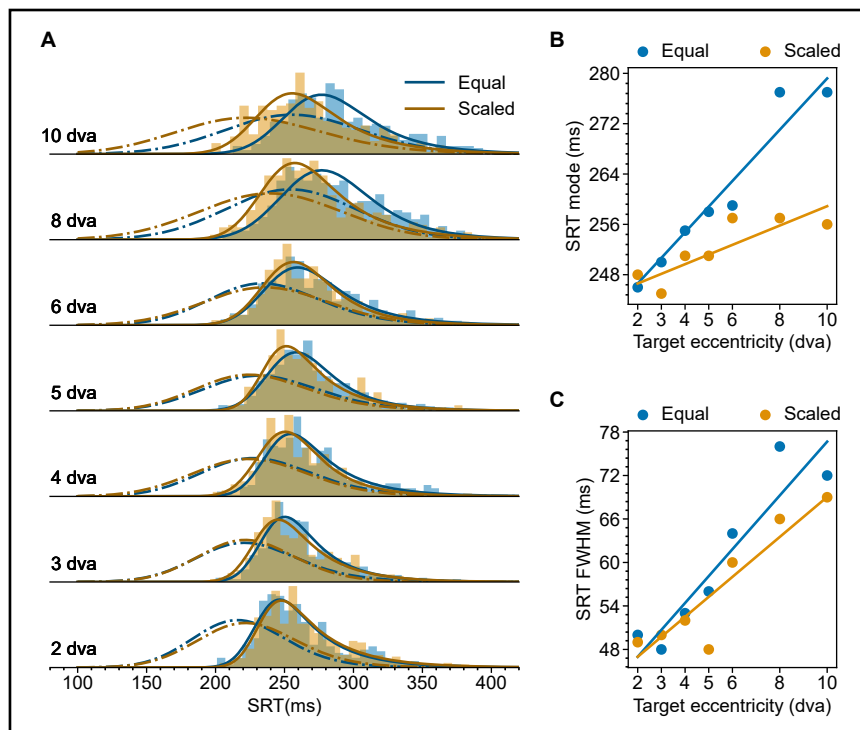 A
Equal
Scaled
10 dva
8 dva
6 dva
5 dva
4 dva
3 dva
2 dva
100 150 200 250 300 350 400
SRT(ms)
B
Equal Scaled
280
272
264
256
248
SRT mode (ms)
2 3 4 5 6 8 10
Target eccentricity (dva)
C
Equal Scaled
78
72
66
60
54
48
SRT FWHM (ms)
2 3 4 5 6 8 10
Target eccentricity (dva)